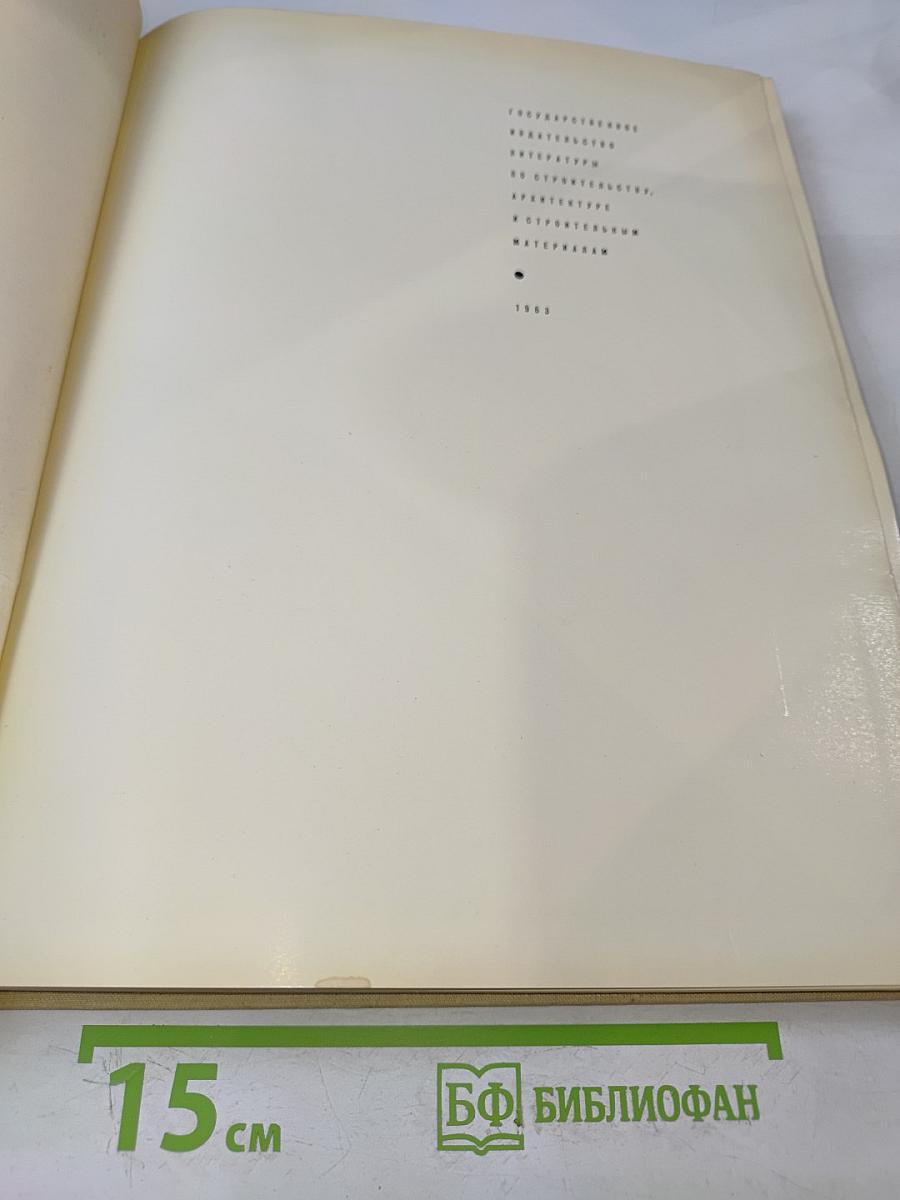 ГОСУДАРСТВЕННОЕ
ИЗДАТЕЛЬСТВО
ЛИТЕРАТУРЫ
ПО СТРОИТЕЛЬСТВУ,
АРХИТЕКТУРЕ
И СТРОИТЕЛЬНЫМ
МАТЕРИАЛАМ
1963
15 см
БФ БИБЛИОФАН